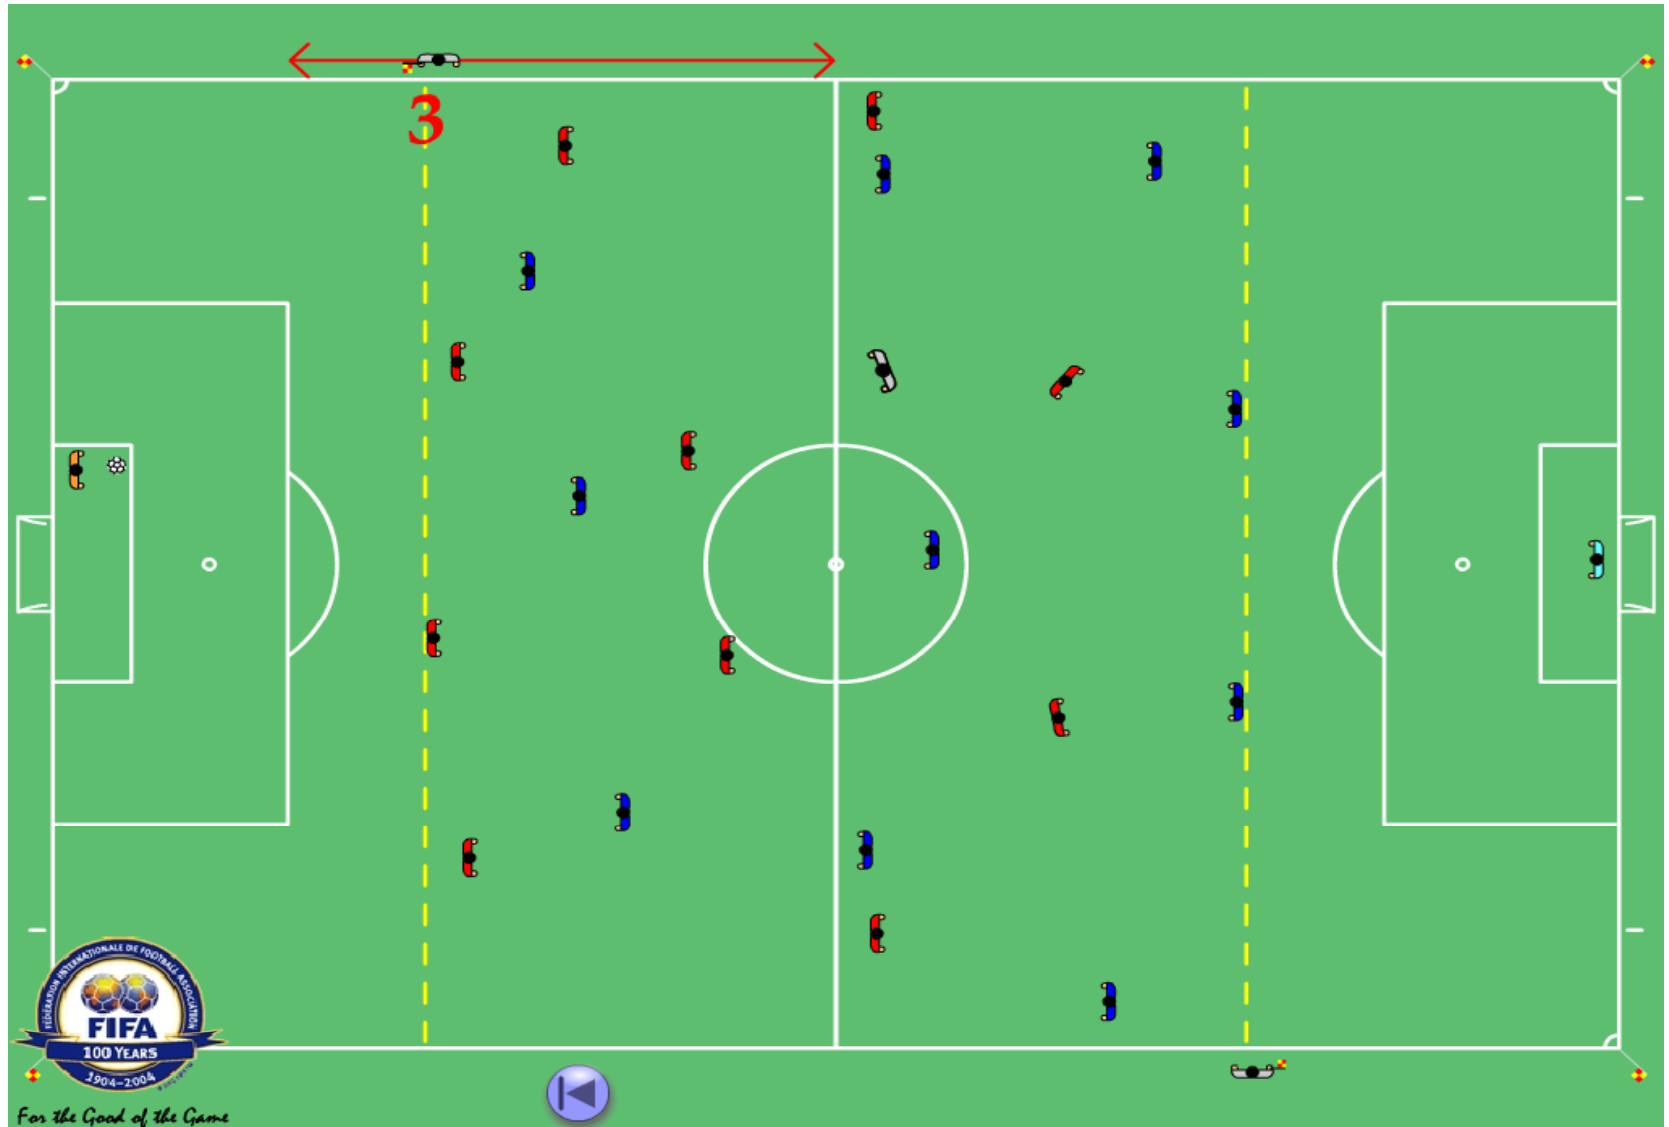 3
FÉDÉRATION INTERNATIONALE DE FOOTBALL ASSOCIATION
FIFA
100 YEARS
1904-2004
For the Good of the Game